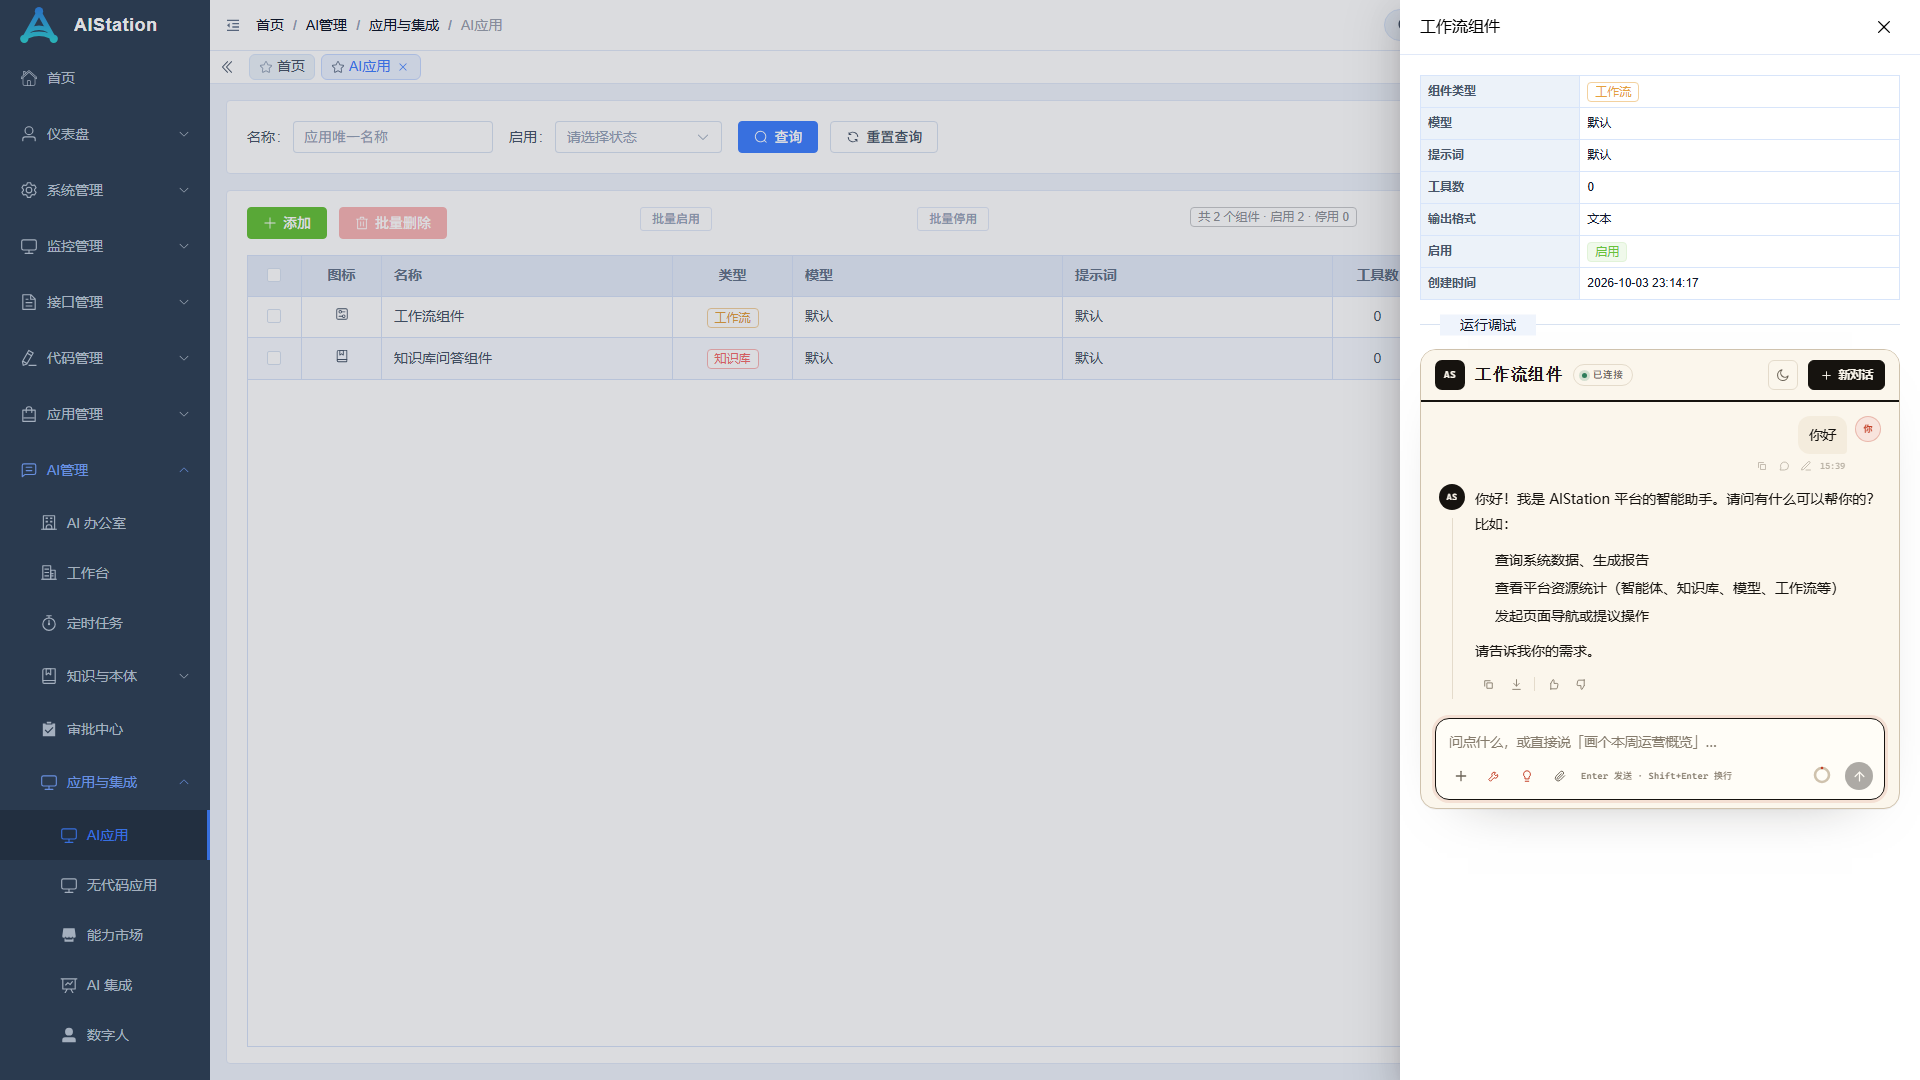 AIStation
首页
仪表盘
系统管理
监控管理
接口管理
代码管理
应用管理
AI管理
AI 办公室
工作台
定时任务
知识与本体
审批中心
应用与集成
AI应用
无代码应用
能力市场
AI 集成
数字人
首页 / AI管理 / 应用与集成 / AI应用
首页 AI应用
名称: 应用唯一名称 启用: 请选择状态 查询 重置查询
添加 批量删除 批量启用 批量停用 共 2 个组件 · 启用 2 · 停用 0
图标 名称 类型 模型 提示词 工具数
工作流组件 工作流 默认 默认 0
知识库问答组件 知识库 默认 默认 0
工作流组件
组件类型 工作流
模型 默认
提示词 默认
工具数 0
输出格式 文本
启用 启用
创建时间 2026-10-03 23:14:17
运行调试
AS 工作流组件 已连接 新对话
你好 你
15:39
AS 你好！我是 AIStation 平台的智能助手。请问有什么可以帮你的？
比如：
查询系统数据、生成报告
查看平台资源统计（智能体、知识库、模型、工作流等）
发起页面导航或提议操作
请告诉我你的需求。
问点什么，或直接说「画个本周运营概览」…
Enter 发送 · Shift+Enter 换行